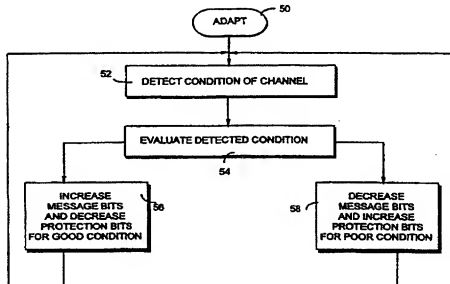 ADAPT
50
52
DETECT CONDITION OF CHANNEL
EVALUATE DETECTED CONDITION
54
INCREASE
MESSAGE BITS
AND DECREASE
PROTECTION BITS
FOR GOOD CONDITION
56
58
DECREASE
MESSAGE BITS
AND INCREASE
PROTECTION BITS
FOR POOR CONDITION